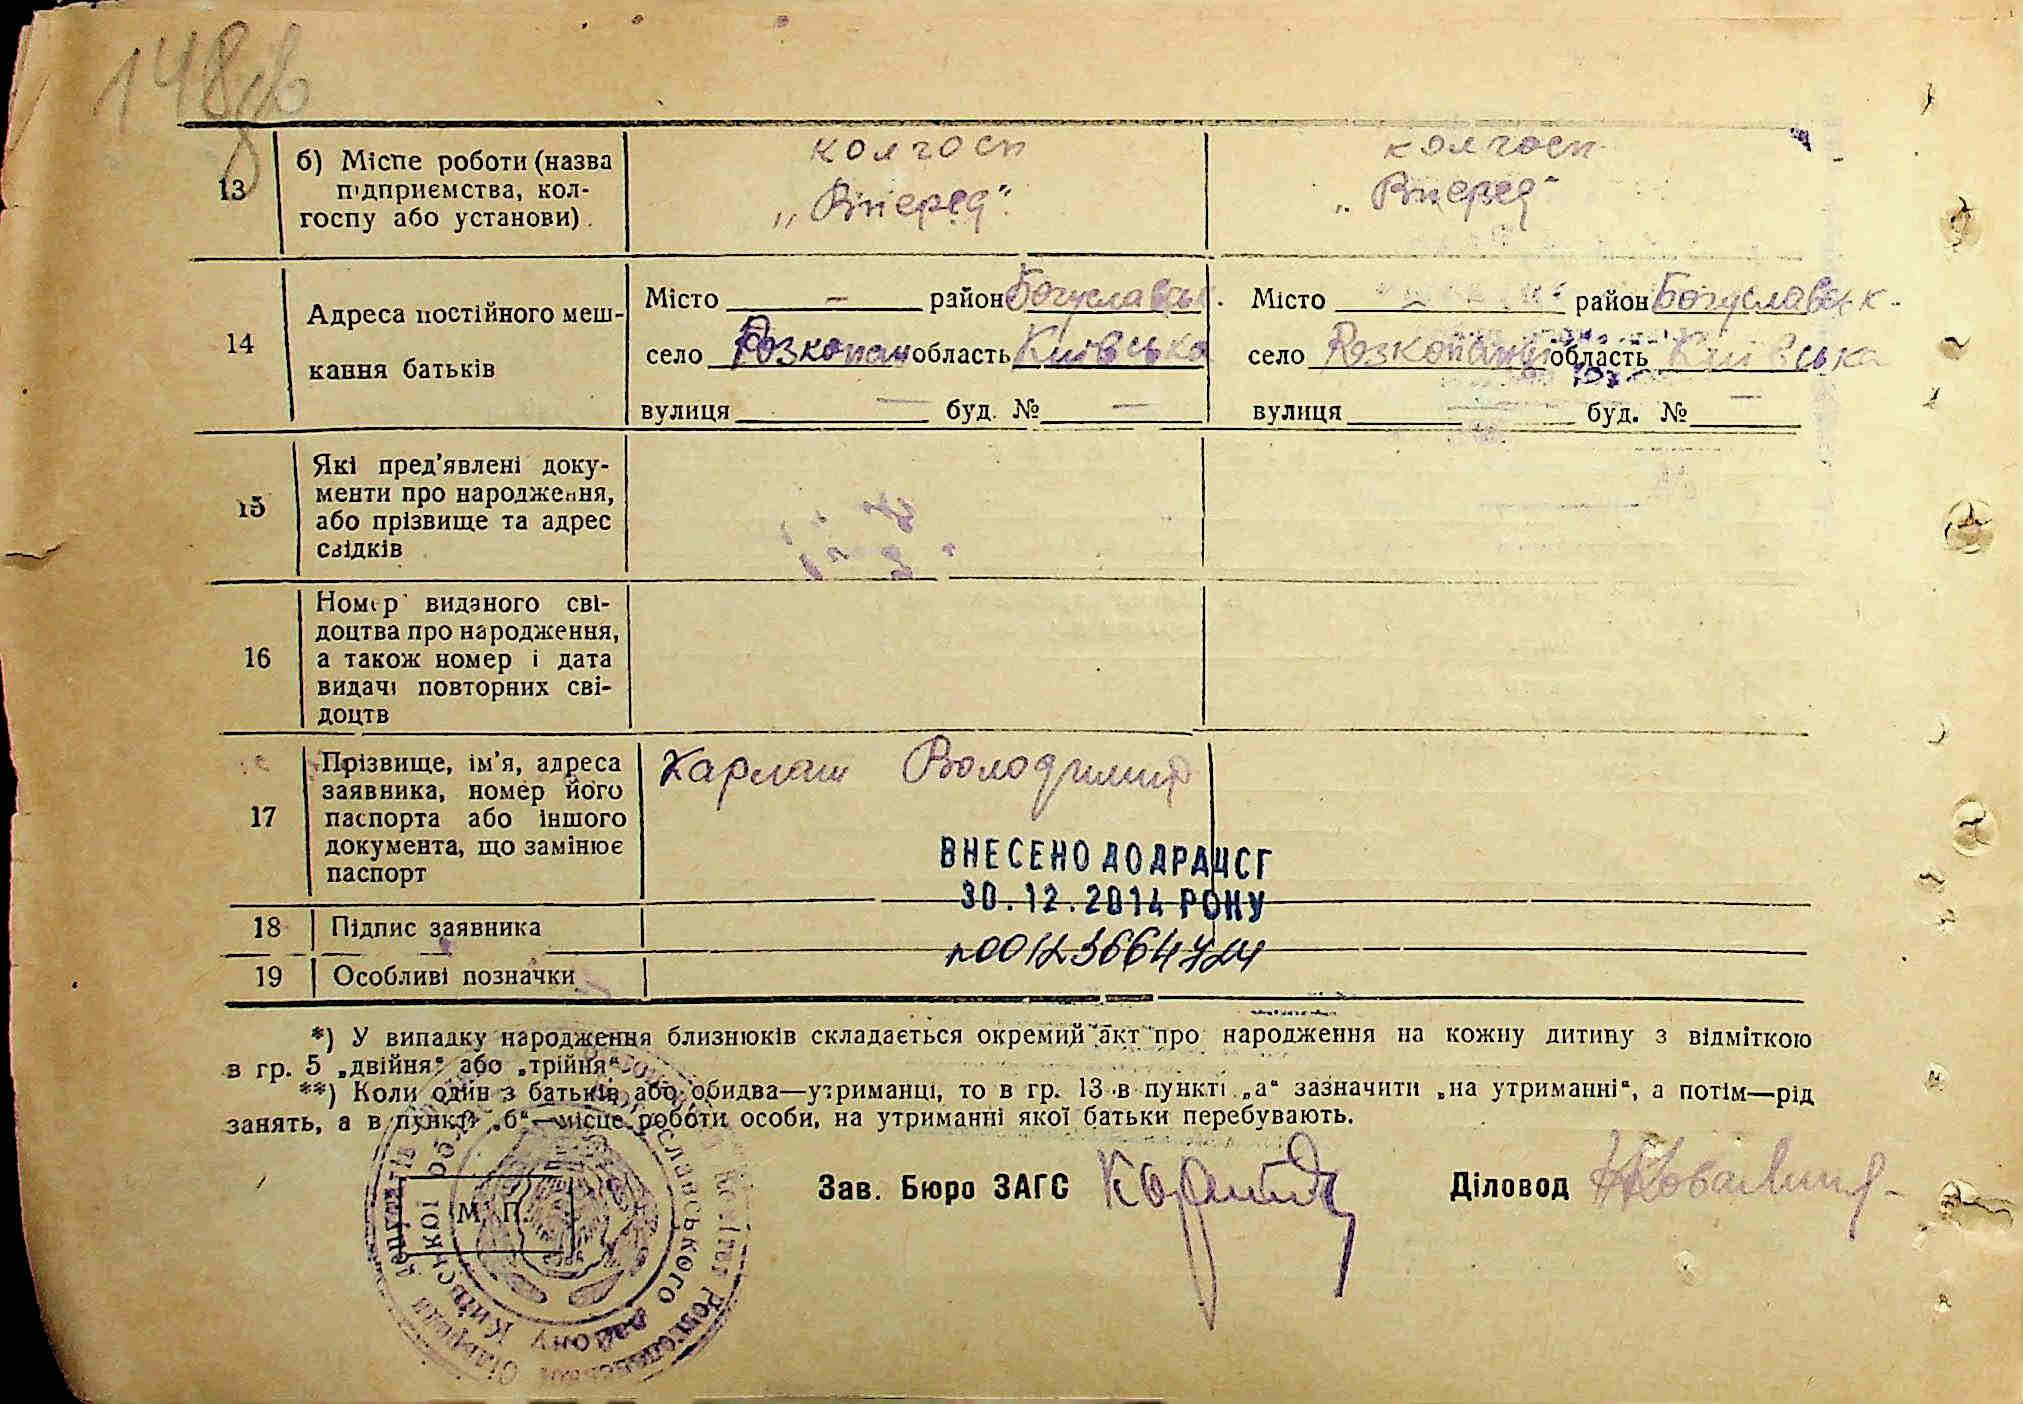 148
13
б) Місце роботи (назва
підприємства, кол-
госпу або установи).
колгосп
„Вперед".
колгосп
„Вперед"
14
Адреса постійного меш-
кання батьків
Місто — район Богуславськ.
село Розкопан область Київська
вулиця — буд. № —
Місто — район Богуславськ.
село Розкопани область Київська
вулиця — буд. № —
15
Які пред'явлені доку-
менти про народження,
або прізвище та адрес
свідків
16
Номер виданого сві-
доцтва про народження,
а також номер і дата
видачі повторних сві-
доцтв
17
Прізвище, ім'я, адреса
заявника, номер його
паспорта або іншого
документа, що замінює
паспорт
Харлаш Володимир
ВНЕСЕНО ДО ДРАЦСГ
30.12.2014 РОКУ
18
Підпис заявника
19
Особливі позначки
*) У випадку народження близнюків складається окремий акт про народження на кожну дитину з відміткою
в гр. 5 „двійня" або „трійня".
**) Коли один з батьків або обидва—утриманці, то в гр. 13 в пункті „а" зазначити „на утриманні", а потім—рід
занять, а в пункті „б"—місце роботи особи, на утриманні якої батьки перебувають.
М. П.
Зав. Бюро ЗАГС
Діловод